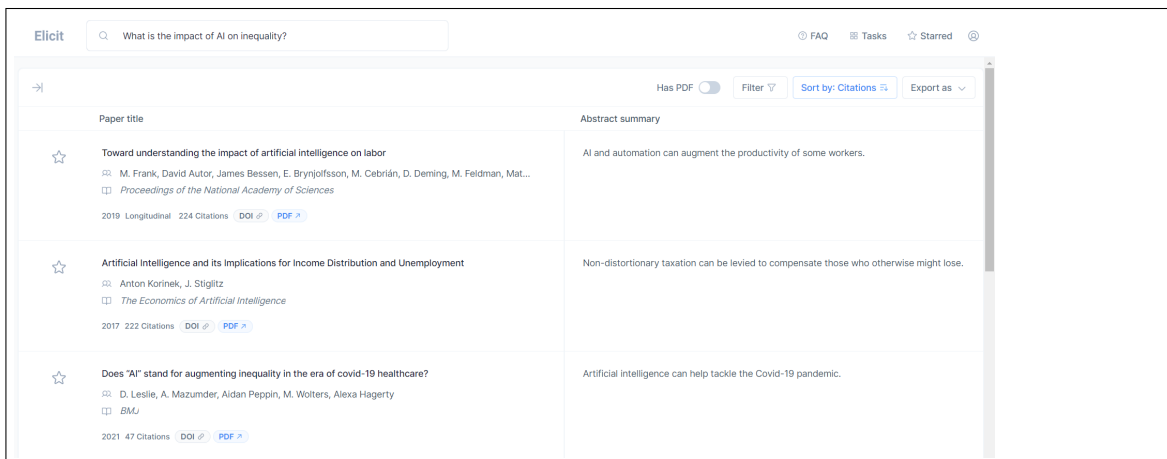 Elicit What is the impact of AI on inequality? FAQ Tasks Starred
Has PDF Filter Sort by: Citations Export as
Paper title Abstract summary
Toward understanding the impact of artificial intelligence on labor AI and automation can augment the productivity of some workers.
M. Frank, David Autor, James Bessen, E. Brynjolfsson, M. Cebrián, D. Deming, M. Feldman, Mat...
Proceedings of the National Academy of Sciences
2019 Longitudinal 224 Citations DOI PDF
Artificial Intelligence and its Implications for Income Distribution and Unemployment Non-distortionary taxation can be levied to compensate those who otherwise might lose.
Anton Korinek, J. Stiglitz
The Economics of Artificial Intelligence
2017 222 Citations DOI PDF
Does "AI" stand for augmenting inequality in the era of covid-19 healthcare? Artificial intelligence can help tackle the Covid-19 pandemic.
D. Leslie, A. Mazumder, Aidan Peppin, M. Wolters, Alexa Hagerty
BMJ
2021 47 Citations DOI PDF